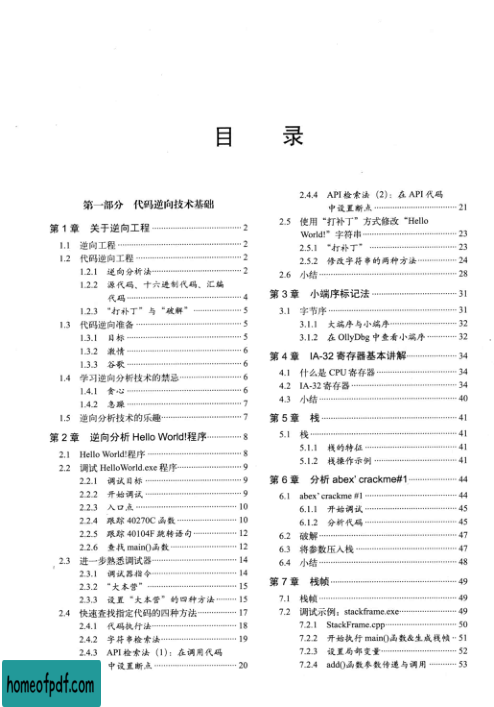 目 录
第一部分 代码逆向技术基础
第 1 章 关于逆向工程 2
1.1 逆向工程 2
1.2 代码逆向工程 2
1.2.1 逆向分析法 2
1.2.2 源代码、十六进制代码、汇编
代码 4
1.2.3 “打补丁”与“破解” 5
1.3 代码逆向准备 5
1.3.1 目标 5
1.3.2 激情 6
1.3.3 谷歌 6
1.4 学习逆向分析技术的禁忌 6
1.4.1 贪心 6
1.4.2 急躁 7
1.5 逆向分析技术的乐趣 7
第 2 章 逆向分析 Hello World!程序 8
2.1 Hello World!程序 8
2.2 调试 HelloWorld.exe 程序 9
2.2.1 调试目标 9
2.2.2 开始调试 9
2.2.3 入口点 10
2.2.4 跟踪 40270C 函数 10
2.2.5 跟踪 40104F 跳转语句 12
2.2.6 查找 main()函数 12
2.3 进一步熟悉调试器 14
2.3.1 调试器指令 14
2.3.2 “大本营” 15
2.3.3 设置“大本营”的四种方法 15
2.4 快速查找指定代码的四种方法 17
2.4.1 代码执行法 18
2.4.2 字符串检索法 19
2.4.3 API 检索法（1）：在调用代码
中设置断点 20
2.4.4 API 检索法（2）：在 API 代码
中设置断点 21
2.5 使用“打补丁”方式修改“Hello
World!”字符串 23
2.5.1 “打补丁” 23
2.5.2 修改字符串的两种方法 24
2.6 小结 28
第 3 章 小端序标记法 31
3.1 字节序 31
3.1.1 大端序与小端序 32
3.1.2 在 OllyDbg 中查看小端序 32
第 4 章 IA-32 寄存器基本讲解 34
4.1 什么是 CPU 寄存器 34
4.2 IA-32 寄存器 34
4.3 小结 40
第 5 章 栈 41
5.1 栈 41
5.1.1 栈的特征 41
5.1.2 栈操作示例 41
第 6 章 分析 abex' crackme#1 44
6.1 abex' crackme #1 44
6.1.1 开始调试 45
6.1.2 分析代码 45
6.2 破解 47
6.3 将参数压入栈 47
6.4 小结 48
第 7 章 栈帧 49
7.1 栈帧 49
7.2 调试示例：stackframe.exe 49
7.2.1 StackFrame.cpp 50
7.2.2 开始执行 main()函数&生成栈帧 51
7.2.3 设置局部变量 52
7.2.4 add()函数参数传递与调用 53
homeofpdf.com